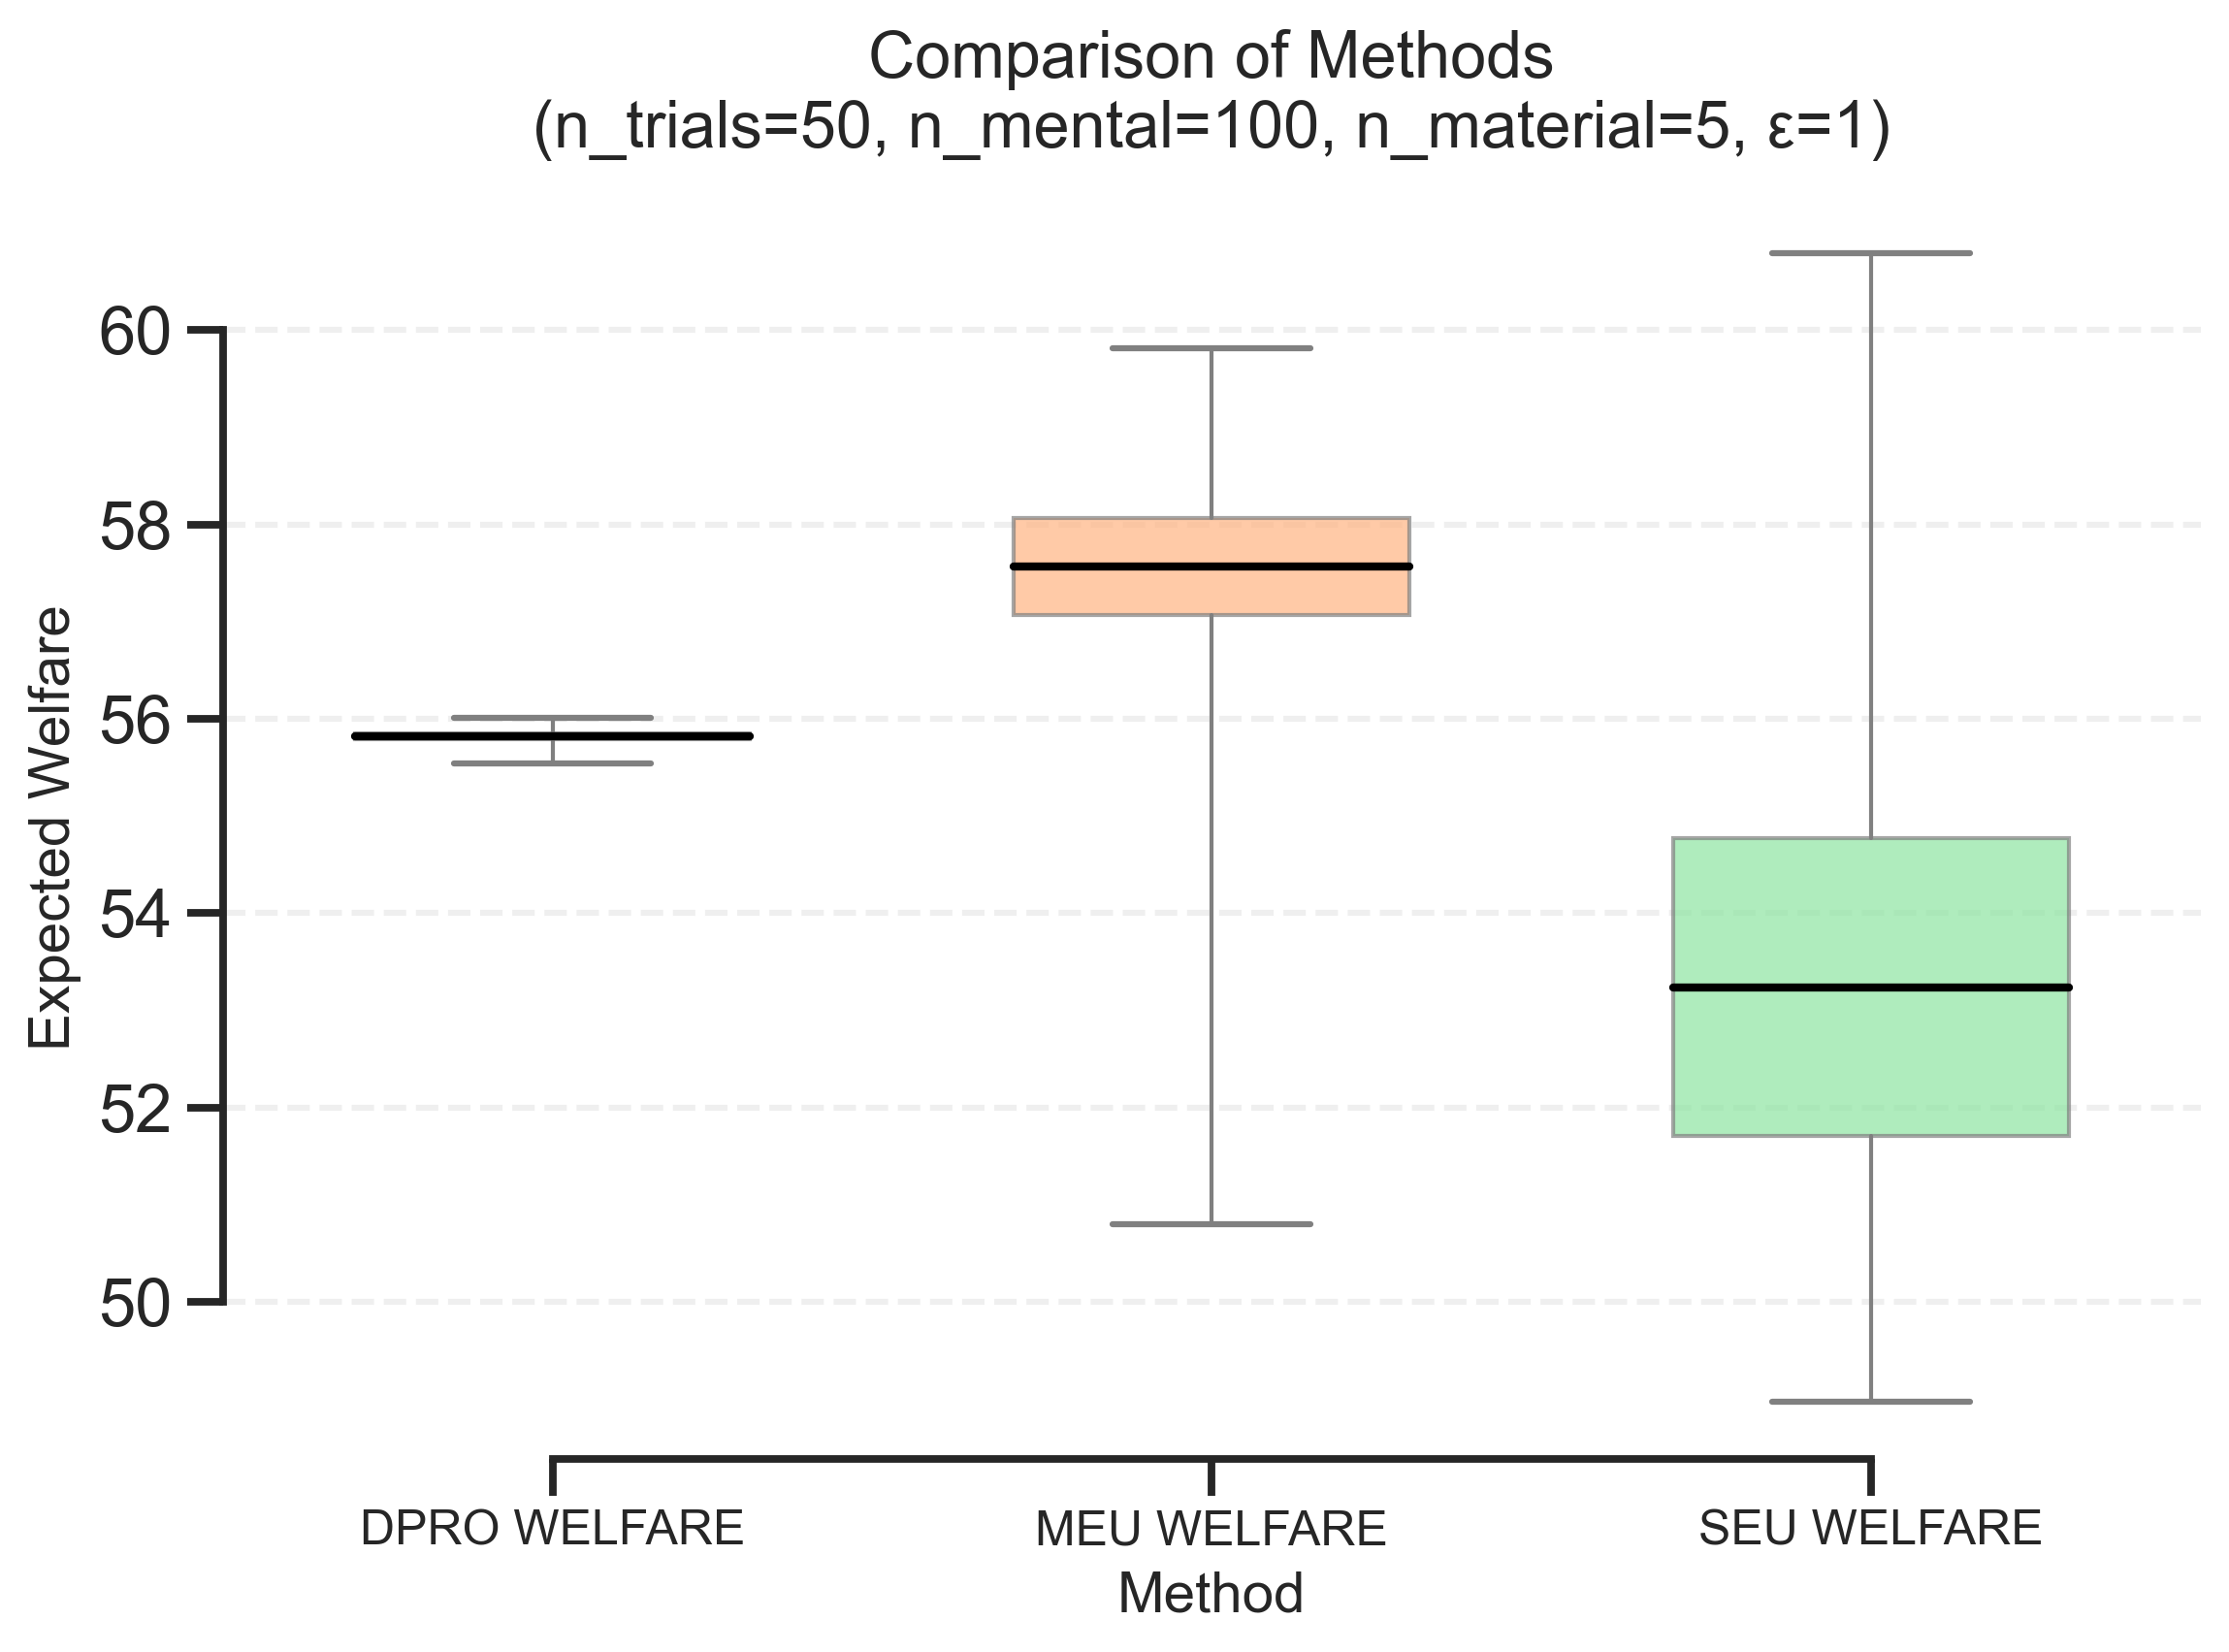 Comparison of Methods
(n_trials=50, n_mental=100, n_material=5, ε=1)
Expected Welfare
60
58
56
54
52
50
DPRO WELFARE
MEU WELFARE
SEU WELFARE
Method